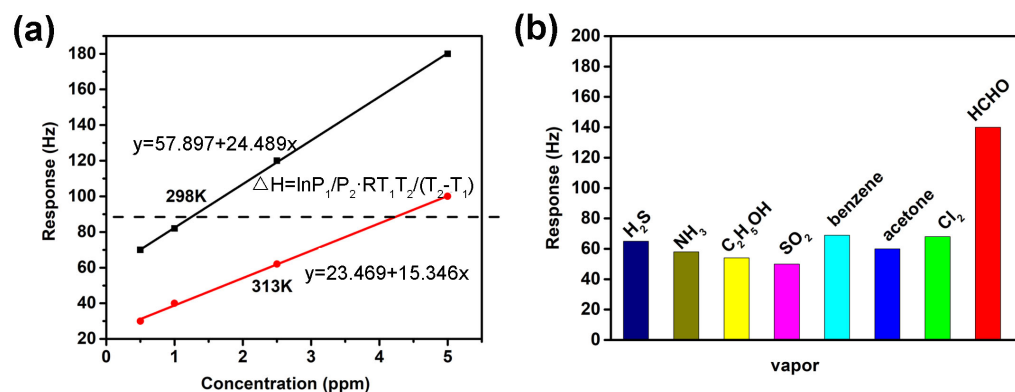 (a)
Response (Hz)
180
160
140
120
100
80
60
40
20
y=57.897+24.489x
298K
△H=lnP₁/P₂·RT₁T₂/(T₂-T₁)
y=23.469+15.346x
313K
0 1 2 3 4 5
Concentration (ppm)
(b)
Response (Hz)
200
180
160
140
120
100
80
60
40
20
0
H₂S
NH₃
C₂H₅OH
SO₂
benzene
acetone
Cl₂
HCHO
vapor